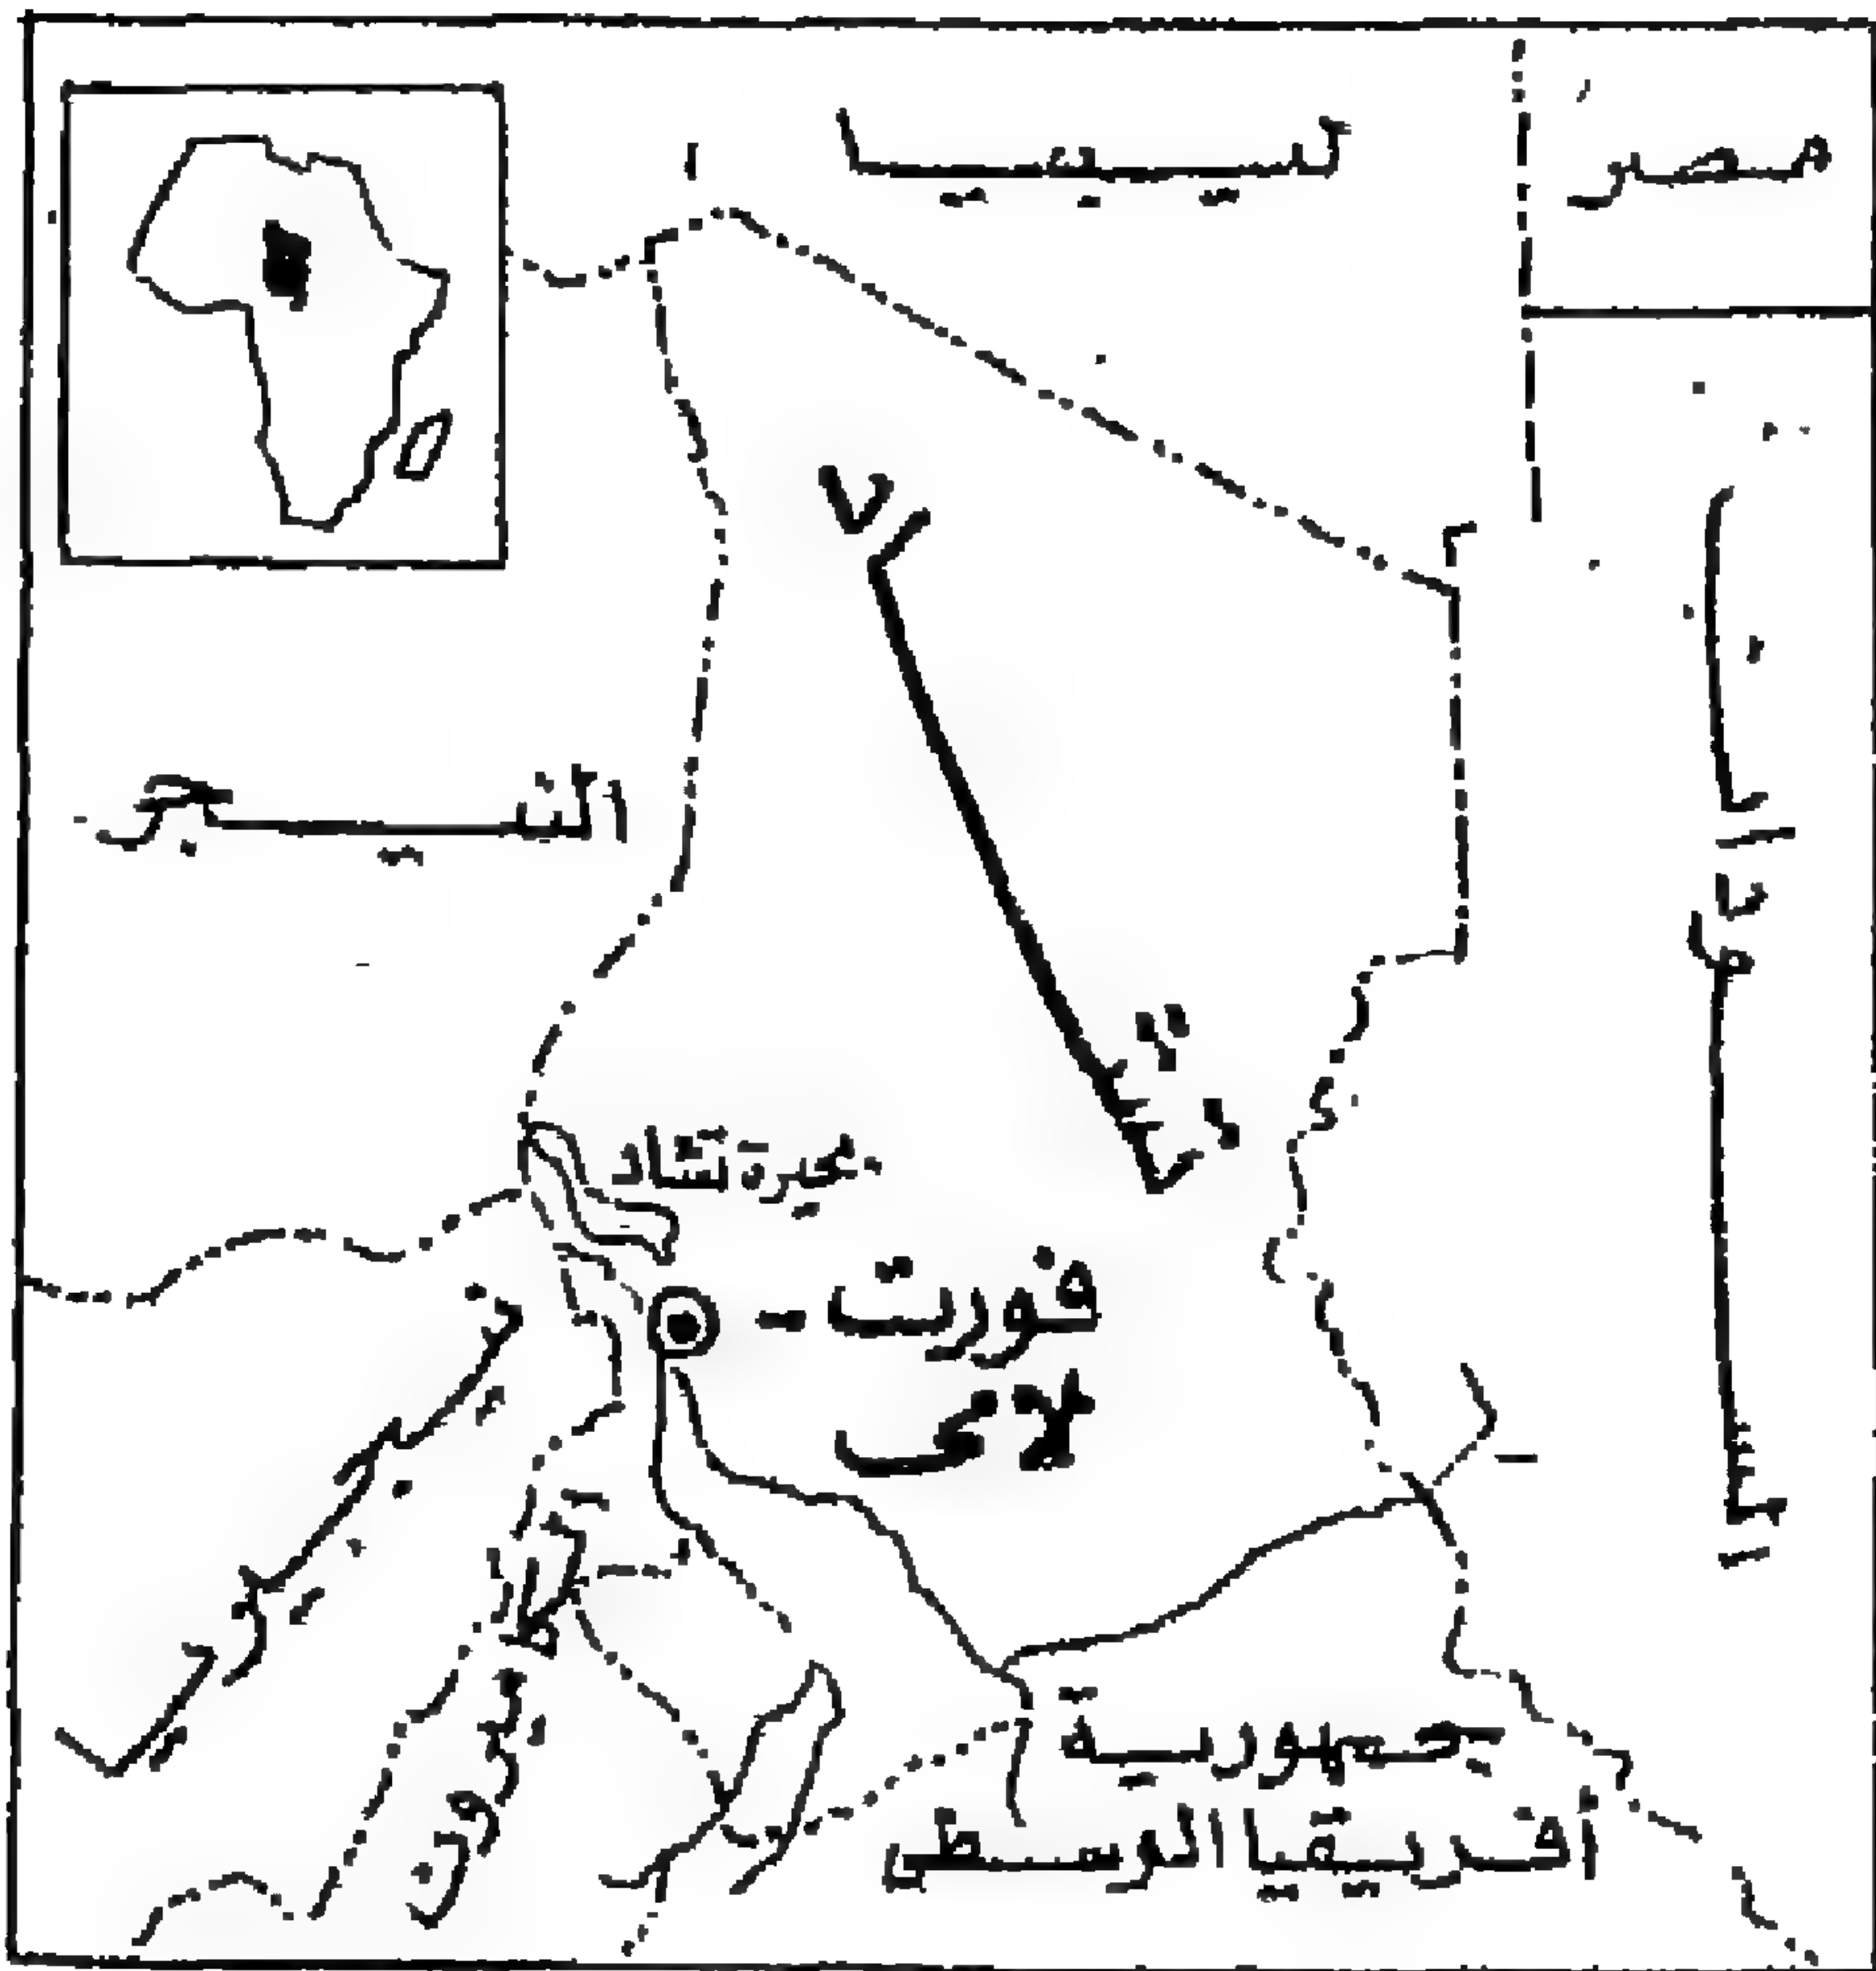 ليبيا
مصر
النيجر
تشاد
السودان
بحيرة تشاد
فورت -
لامى
نيجيريا
الكاميرون
جمهورية
أفريقيا الوسطى